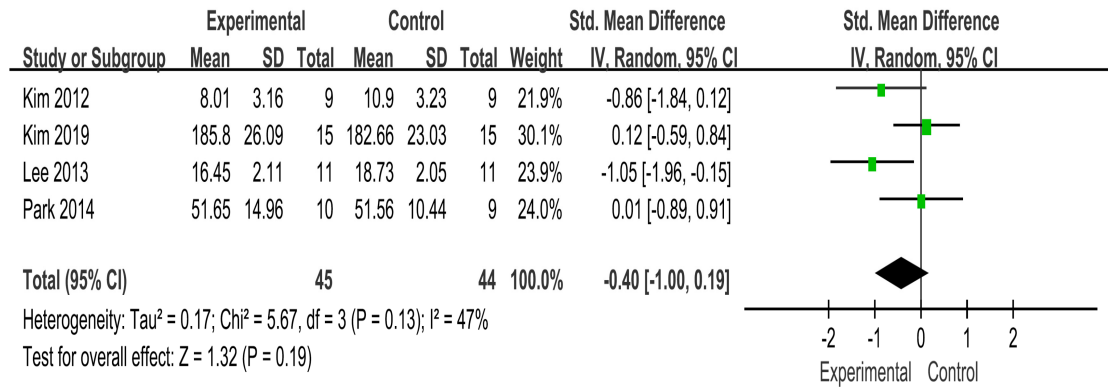 Experimental Control Std. Mean Difference Std. Mean Difference
Study or Subgroup Mean SD Total Mean SD Total Weight IV, Random, 95% CI IV, Random, 95% CI
Kim 2012 8.01 3.16 9 10.9 3.23 9 21.9% -0.86 [-1.84, 0.12]
Kim 2019 185.8 26.09 15 182.66 23.03 15 30.1% 0.12 [-0.59, 0.84]
Lee 2013 16.45 2.11 11 18.73 2.05 11 23.9% -1.05 [-1.96, -0.15]
Park 2014 51.65 14.96 10 51.56 10.44 9 24.0% 0.01 [-0.89, 0.91]
Total (95% CI) 45 44 100.0% -0.40 [-1.00, 0.19]
Heterogeneity: Tau² = 0.17; Chi² = 5.67, df = 3 (P = 0.13); I² = 47%
Test for overall effect: Z = 1.32 (P = 0.19)
-2 -1 0 1 2
Experimental Control